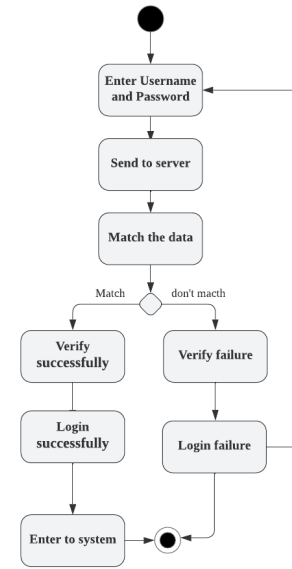 Enter Username
and Password
Send to server
Match the data
Match
don't macth
Verify
successfully
Verify failure
Login
successfully
Login failure
Enter to system